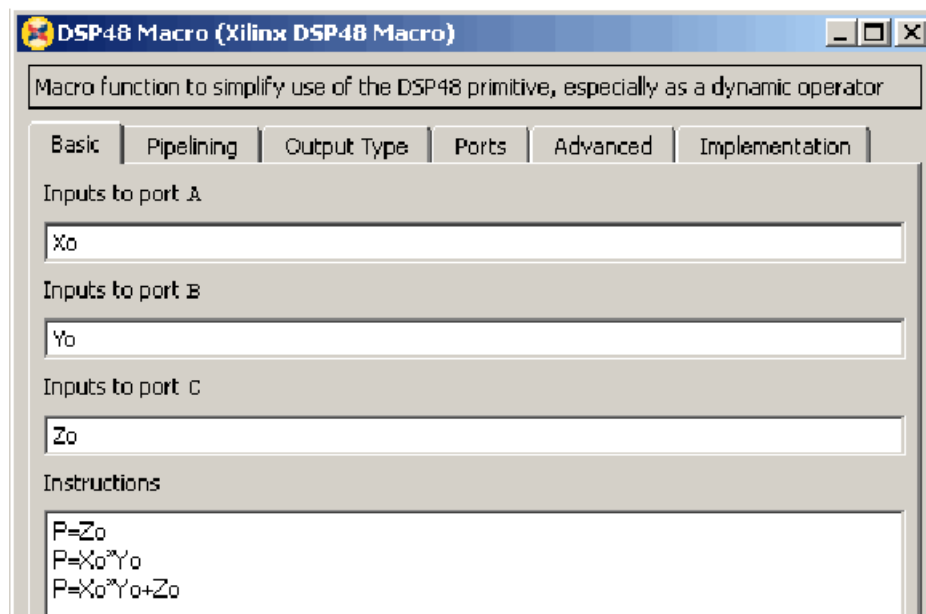 DSP48 Macro (Xilinx DSP48 Macro)
Macro function to simplify use of the DSP48 primitive, especially as a dynamic operator
Basic Pipelining Output Type Ports Advanced Implementation
Inputs to port A
Xo
Inputs to port B
Yo
Inputs to port C
Zo
Instructions
P=Zo
P=Xo*Yo
P=Xo*Yo+Zo